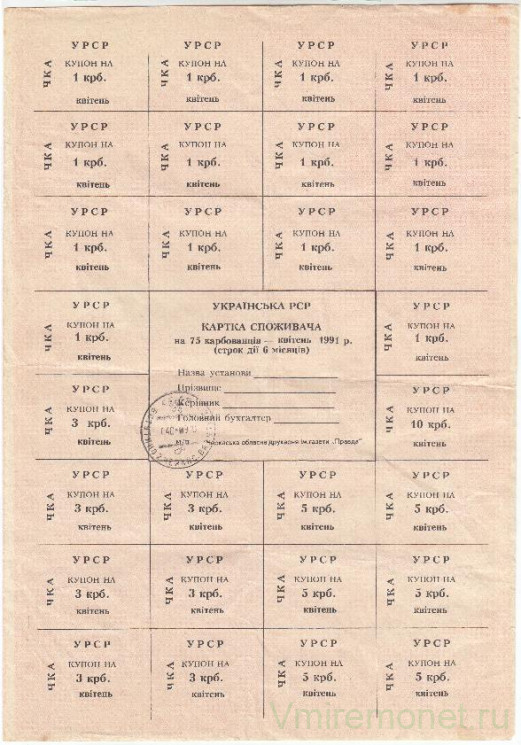 УРСР УРСР УРСР УРСР
ЧКА КУПОН НА ЧКА КУПОН НА ЧКА КУПОН НА ЧКА КУПОН НА
1 крб. 1 крб. 1 крб. 1 крб.
квітень квітень квітень квітень
УРСР УРСР УРСР УРСР
ЧКА КУПОН НА ЧКА КУПОН НА ЧКА КУПОН НА ЧКА КУПОН НА
1 крб. 1 крб. 1 крб. 1 крб.
квітень квітень квітень квітень
УРСР УРСР УРСР УРСР
ЧКА КУПОН НА ЧКА КУПОН НА ЧКА КУПОН НА ЧКА КУПОН НА
1 крб. 1 крб. 1 крб. 1 крб.
квітень квітень квітень квітень
УРСР
ЧКА КУПОН НА
1 крб.
квітень
УКРАЇНСЬКА РСР
КАРТКА СПОЖИВАЧА
на 75 карбованців — квітень 1991 р.
(строк дії 6 місяців)
Назва установи
Прізвище
Керівник
Головний бухгалтер
М/П
обласна друкарня ім. газети „Правда"
УРСР
ЧКА КУПОН НА
1 крб.
квітень
УРСР
ЧКА КУПОН НА
3 крб.
квітень
УРСР
ЧКА КУПОН НА
10 крб.
квітень
УРСР УРСР УРСР УРСР
ЧКА КУПОН НА ЧКА КУПОН НА ЧКА КУПОН НА ЧКА КУПОН НА
3 крб. 3 крб. 5 крб. 5 крб.
квітень квітень квітень квітень
УРСР УРСР УРСР УРСР
ЧКА КУПОН НА ЧКА КУПОН НА ЧКА КУПОН НА ЧКА КУПОН НА
3 крб. 3 крб. 5 крб. 5 крб.
квітень квітень квітень квітень
УРСР УРСР УРСР УРСР
ЧКА КУПОН НА ЧКА КУПОН НА ЧКА КУПОН НА ЧКА КУПОН НА
3 крб. 3 крб. 5 крб. 5 крб.
квітень квітень квітень квітень
Vmiremonet.ru